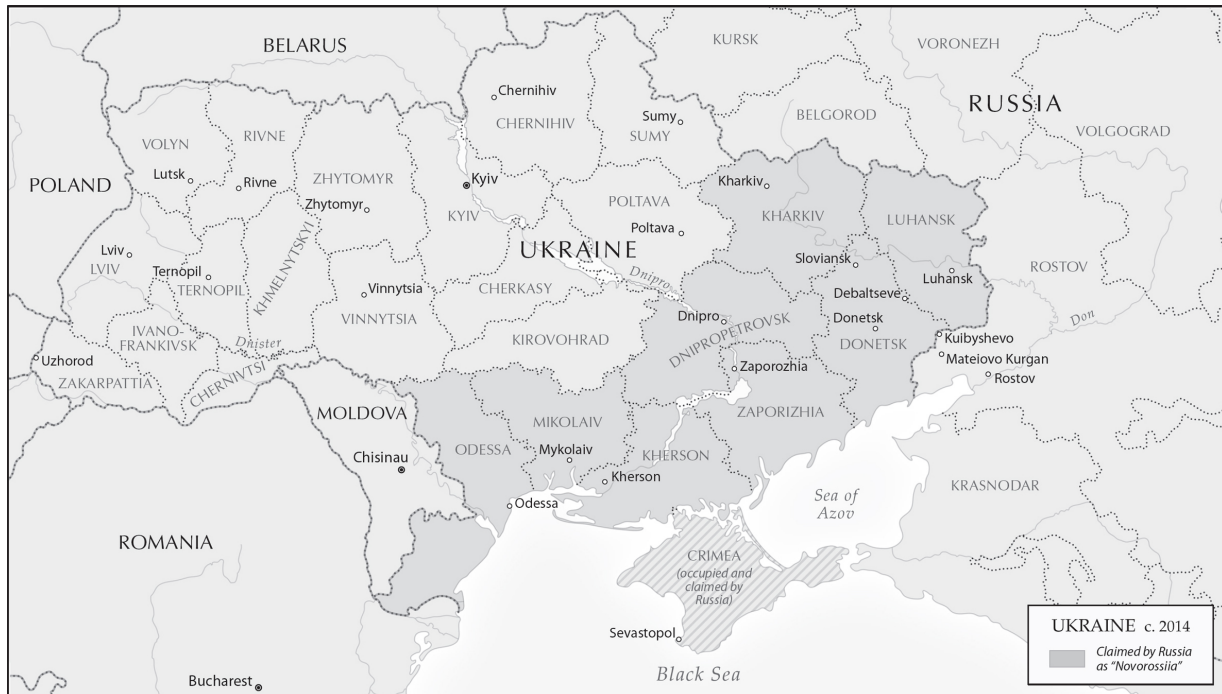 KURSK
VORONEZH
BELARUS
Chernihiv
RUSSIA
CHERNIHIV
Sumy
SUMY
BELGOROD
VOLGOGRAD
VOLYN
RIVNE
POLAND
Lutsk
Rivne
ZHYTOMYR
Kyiv
Kharkiv
Zhytomyr
KYIV
POLTAVA
KHARKIV
LUHANSK
Poltava
Lviv
LVIV
KHMELNYTSKYI
UKRAINE
Sloviansk
ROSTOV
Ternopil
TERNOPIL
Dnipro
Luhansk
Vinnytsia
CHERKASY
Debaltseve
VINNYTSIA
Dnipro
DNIPROPETROVSK
Donetsk
Don
IVANO-
FRANKIVSK
Dnister
KIROVOHRAD
DONETSK
Kuibyshevo
Uzhorod
Mateiovo Kurgan
ZAKARPATTIA
CHERNIVTSI
Zaporozhia
Rostov
MOLDOVA
MIKOLAIV
ZAPORIZHIA
ODESSA
Mykolaiv
KHERSON
Chisinau
Kherson
KRASNODAR
Odessa
Sea of
Azov
ROMANIA
CRIMEA
(occupied and
claimed by
Russia)
Sevastopol
Black Sea
Bucharest
UKRAINE c. 2014
Claimed by Russia
as “Novorossiia”